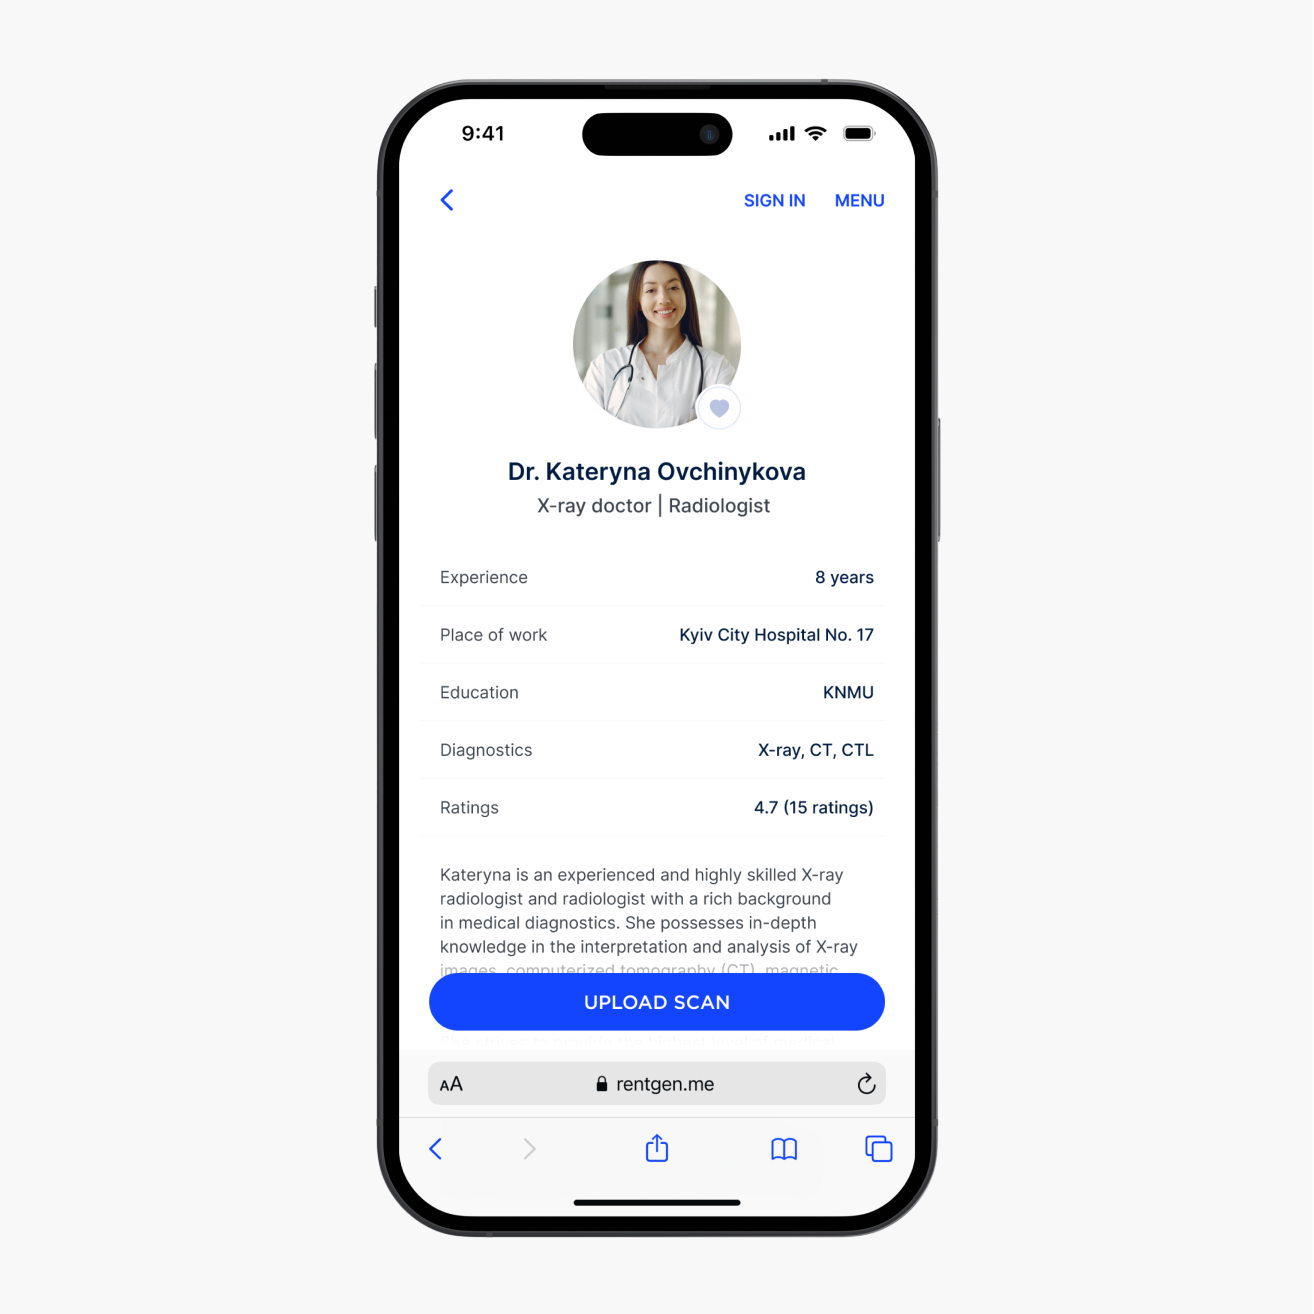 9:41
SIGN IN MENU
Dr. Kateryna Ovchinykova
X-ray doctor | Radiologist
Experience 8 years
Place of work Kyiv City Hospital No. 17
Education KNMU
Diagnostics X-ray, CT, CTL
Ratings 4.7 (15 ratings)
Kateryna is an experienced and highly skilled X-ray
radiologist and radiologist with a rich background
in medical diagnostics. She possesses in-depth
knowledge in the interpretation and analysis of X-ray
images, computerized tomography (CT), magnetic
UPLOAD SCAN
AA rentgen.me